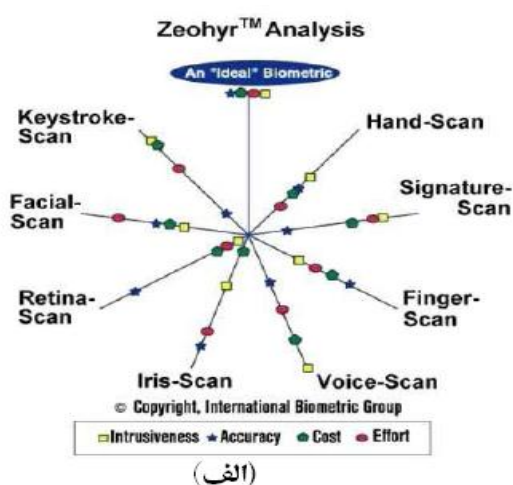 Zeohyr™ Analysis
An "Ideal" Biometric
Keystroke-
Scan
Hand-Scan
Facial-
Scan
Signature-
Scan
Retina-
Scan
Finger-
Scan
Iris-Scan
Voice-Scan
© Copyright, International Biometric Group
Intrusiveness Accuracy Cost Effort
(الف)